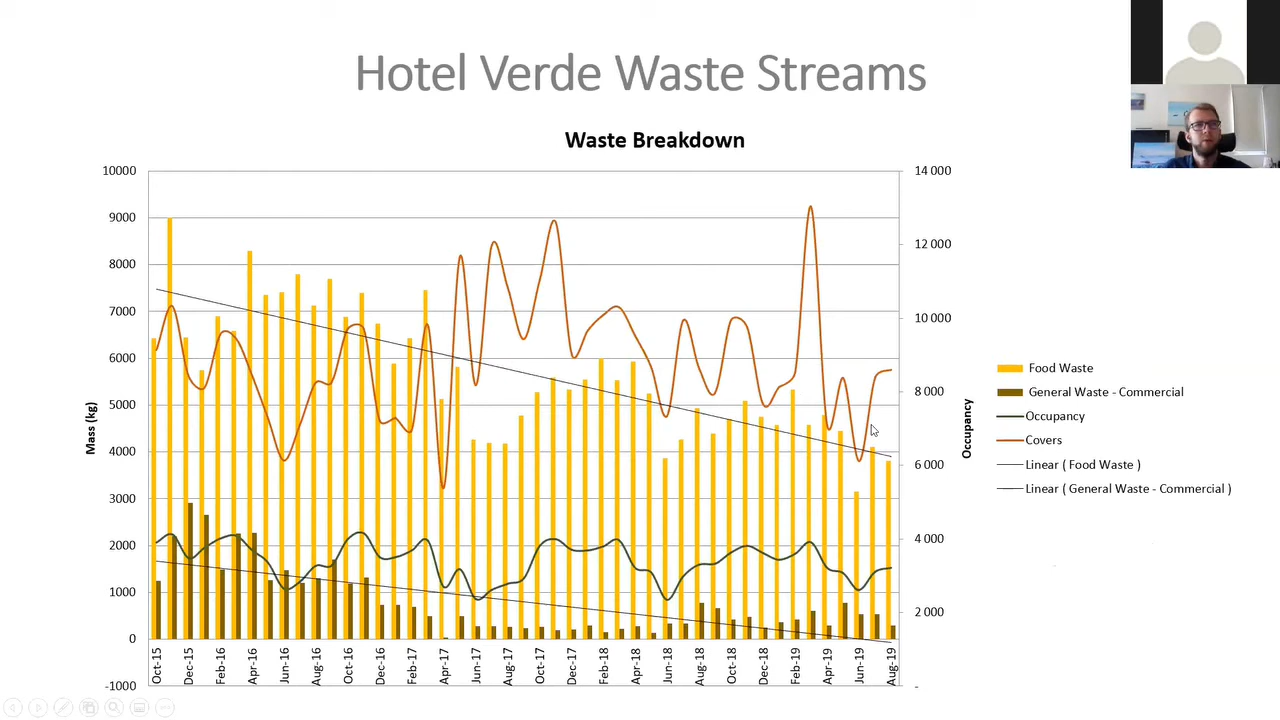 Hotel Verde Waste Streams
Waste Breakdown
10000
9000
8000
7000
6000
5000
4000
3000
2000
1000
0
-1000
Mass (kg)
14 000
12 000
10 000
8 000
6 000
4 000
2 000
-
Occupancy
Oct-15
Dec-15
Feb-16
Apr-16
Jun-16
Aug-16
Oct-16
Dec-16
Feb-17
Apr-17
Jun-17
Aug-17
Oct-17
Dec-17
Feb-18
Apr-18
Jun-18
Aug-18
Oct-18
Dec-18
Feb-19
Apr-19
Jun-19
Aug-19
Food Waste
General Waste - Commercial
Occupancy
Covers
Linear ( Food Waste )
Linear ( General Waste - Commercial )